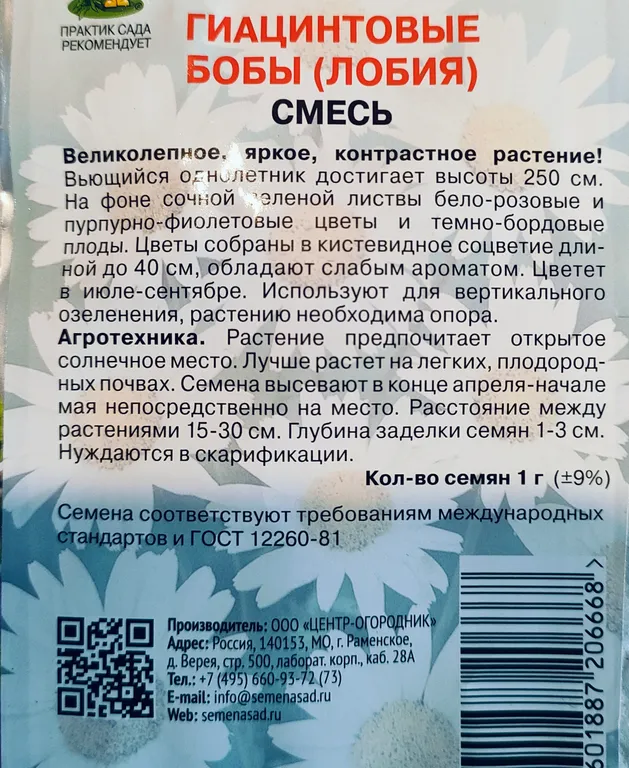 ПРАКТИК САДА
РЕКОМЕНДУЕТ
ГИАЦИНТОВЫЕ
БОБЫ (ЛОБИЯ)
СМЕСЬ
Великолепное, яркое, контрастное растение!
Вьющийся однолетник достигает высоты 250 см.
На фоне сочной зеленой листвы бело-розовые и
пурпурно-фиолетовые цветы и темно-бордовые
плоды. Цветы собраны в кистевидное соцветие дли-
ной до 40 см, обладают слабым ароматом. Цветет
в июле-сентябре. Используют для вертикального
озеленения, растению необходима опора.
Агротехника. Растение предпочитает открытое
солнечное место. Лучше растет на легких, плодород-
ных почвах. Семена высевают в конце апреля-начале
мая непосредственно на место. Расстояние между
растениями 15-30 см. Глубина заделки семян 1-3 см.
Нуждаются в скарификации.
Кол-во семян 1 г (±9%)
Семена соответствуют требованиям международных
стандартов и ГОСТ 12260-81
Производитель: ООО «ЦЕНТР-ОГОРОДНИК»
Адрес: Россия, 140153, МО, г. Раменское,
д. Верея, стр. 500, лаборат. корп., каб. 28А
Тел.: +7 (495) 660-93-72 (73)
E-mail: info@semenasad.ru
Web: semenasad.ru
601887 206668 >